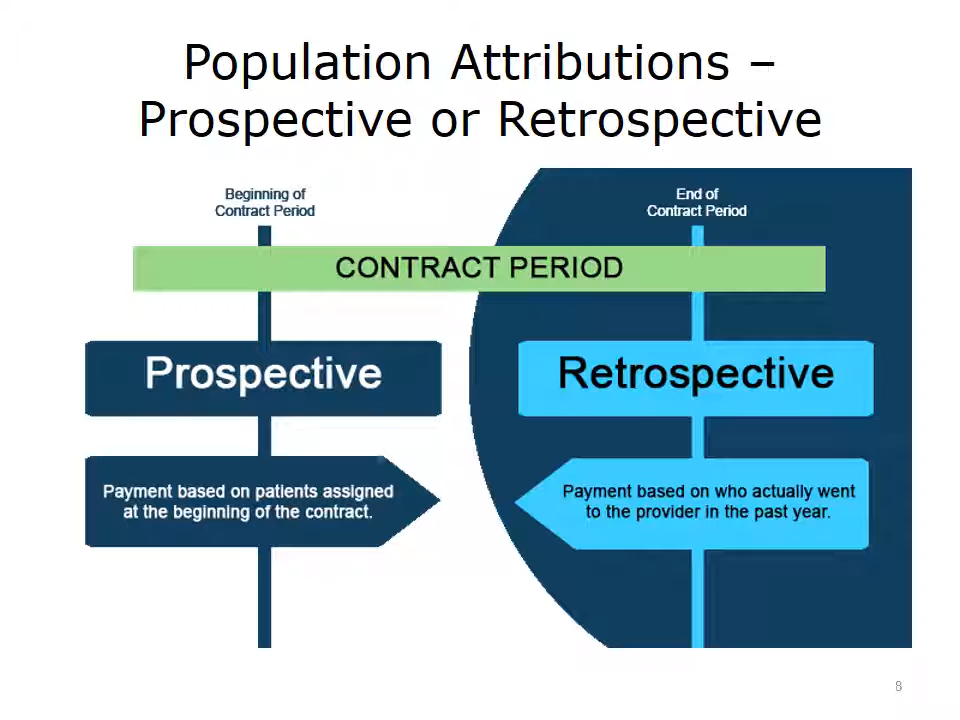 Population Attributions –
Prospective or Retrospective
Beginning of
Contract Period
End of
Contract Period
CONTRACT PERIOD
Prospective
Retrospective
Payment based on patients assigned
at the beginning of the contract.
Payment based on who actually went
to the provider in the past year.
8